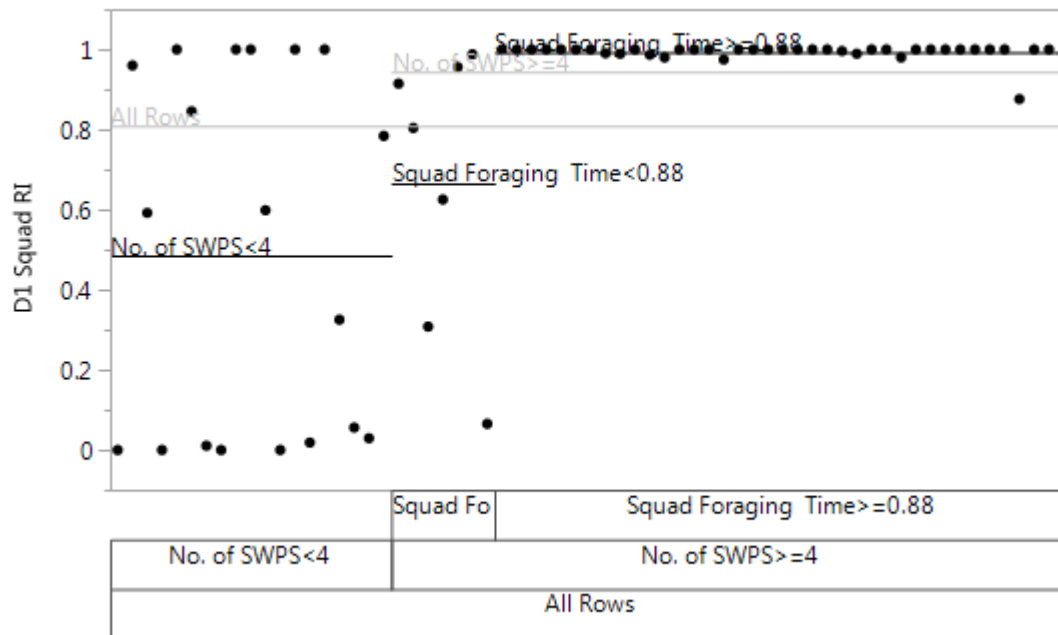 Squad Foraging  Time>=0.88
1
No. of SWPS>=4
All Rows
0.8
Squad Foraging  Time<0.88
0.6
No. of SWPS<4
0.4
0.2
0
D1 Squad RI
Squad Fo
Squad Foraging  Time>=0.88
No. of SWPS<4
No. of SWPS>=4
All Rows